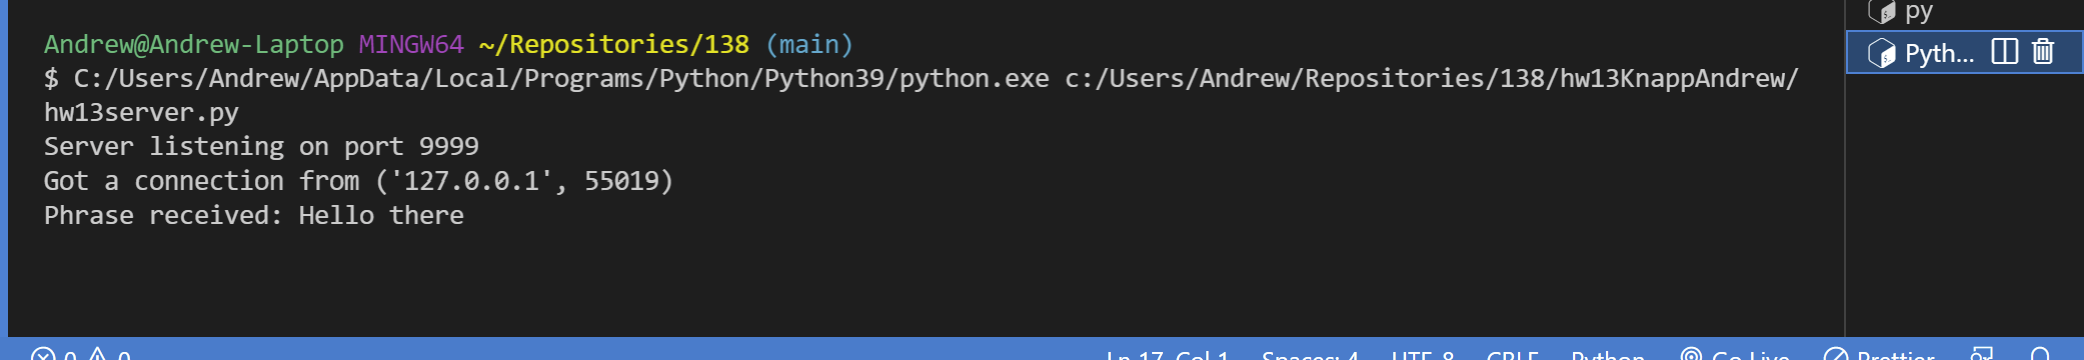 py
Andrew@Andrew-Laptop MINGW64 ~/Repositories/138 (main)
$ C:/Users/Andrew/AppData/Local/Programs/Python/Python39/python.exe c:/Users/Andrew/Repositories/138/hw13KnappAndrew/
hw13server.py
Server listening on port 9999
Got a connection from ('127.0.0.1', 55019)
Phrase received: Hello there
Pyth...
0 0 Ln 17, Col 1 Spaces: 4 UTF-8 CRLF Python Go Live Prettier